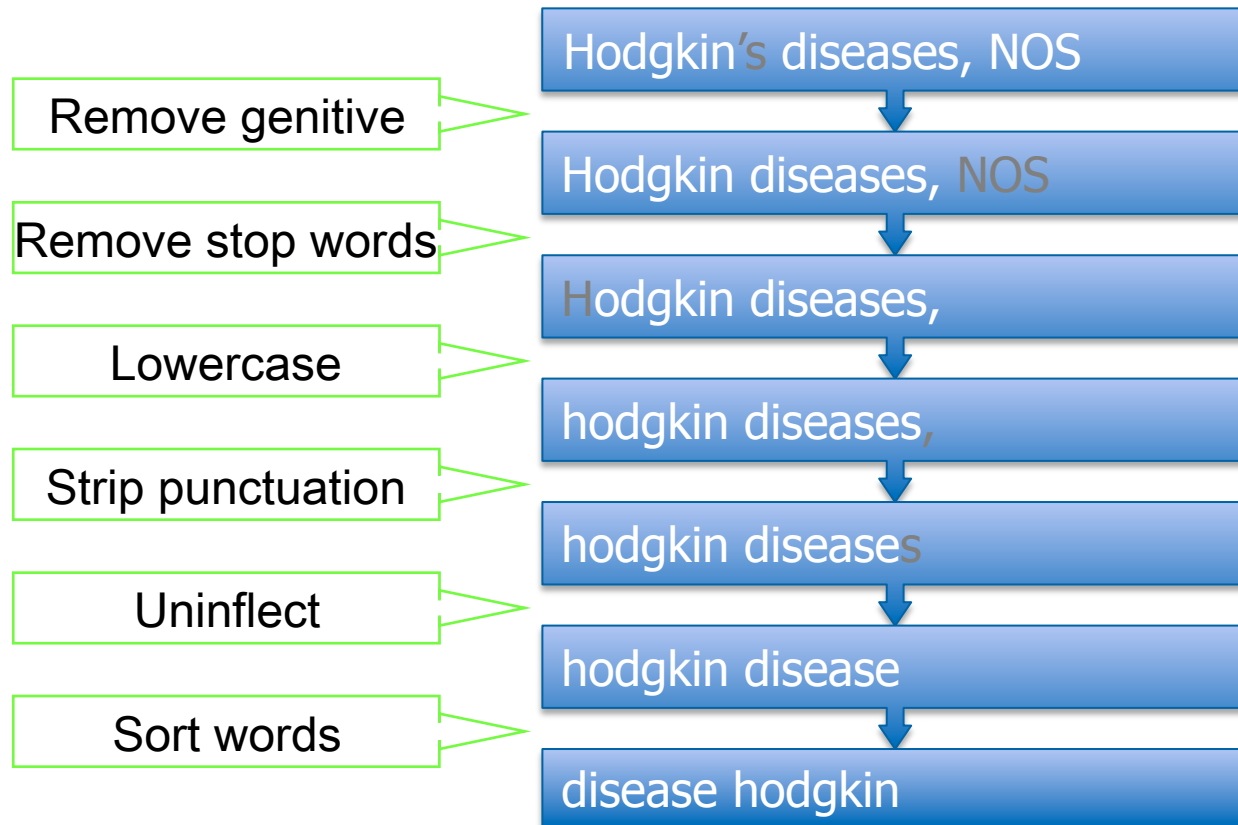 Hodgkin’s diseases, NOS
Remove genitive
Hodgkin diseases, NOS
Remove stop words
Hodgkin diseases,
Lowercase
hodgkin diseases,
Strip punctuation
hodgkin diseases
Uninflect
hodgkin disease
Sort words
disease hodgkin